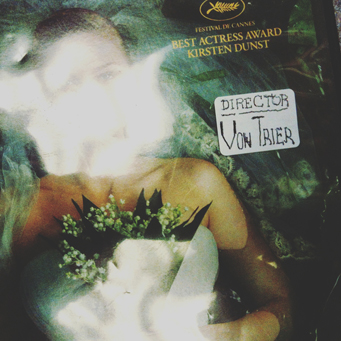 FESTIVAL DE CANNES
BEST ACTRESS AWARD
KIRSTEN DUNST
DIRECTOR
VON TRIER